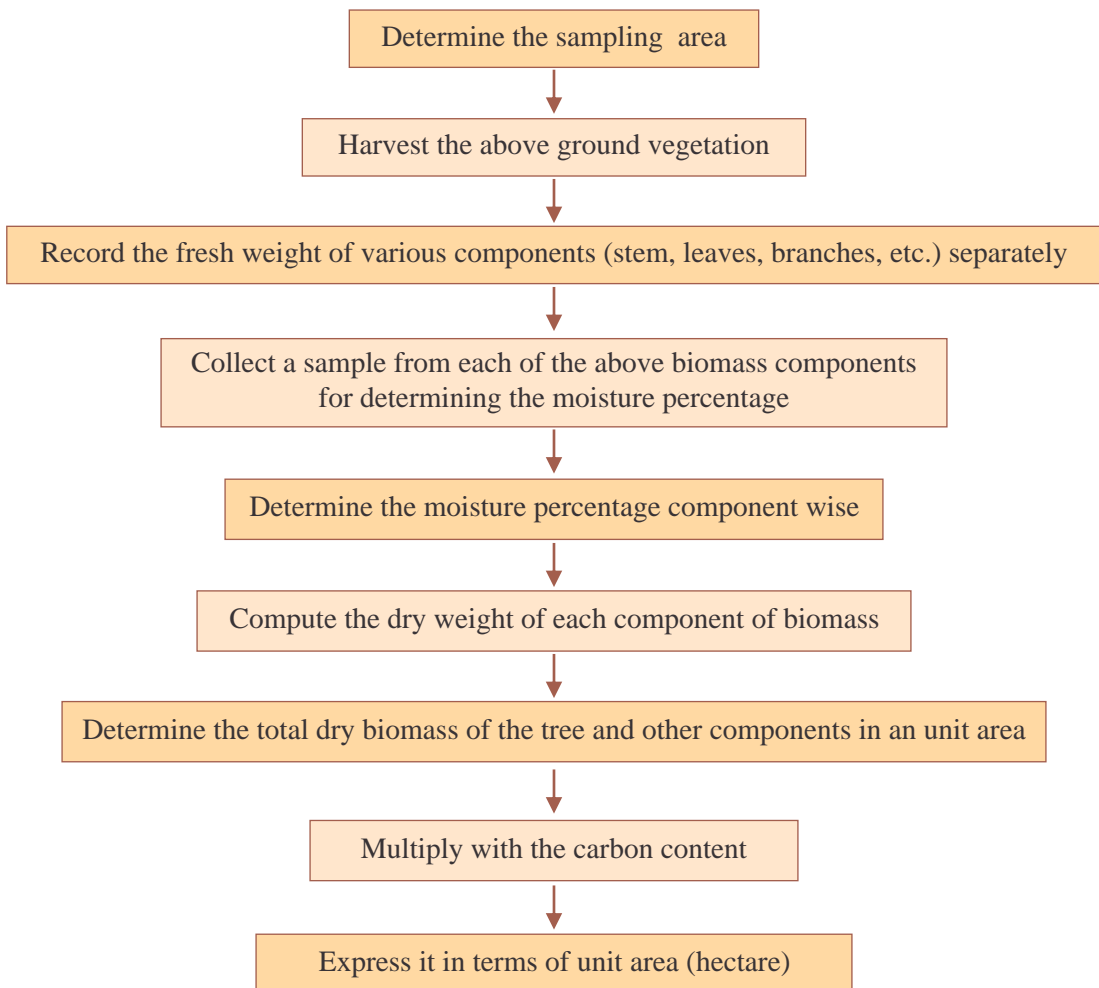 Determine the sampling area
Harvest the above ground vegetation
Record the fresh weight of various components (stem, leaves, branches, etc.) separately
Collect a sample from each of the above biomass components
for determining the moisture percentage
Determine the moisture percentage component wise
Compute the dry weight of each component of biomass
Determine the total dry biomass of the tree and other components in an unit area
Multiply with the carbon content
Express it in terms of unit area (hectare)